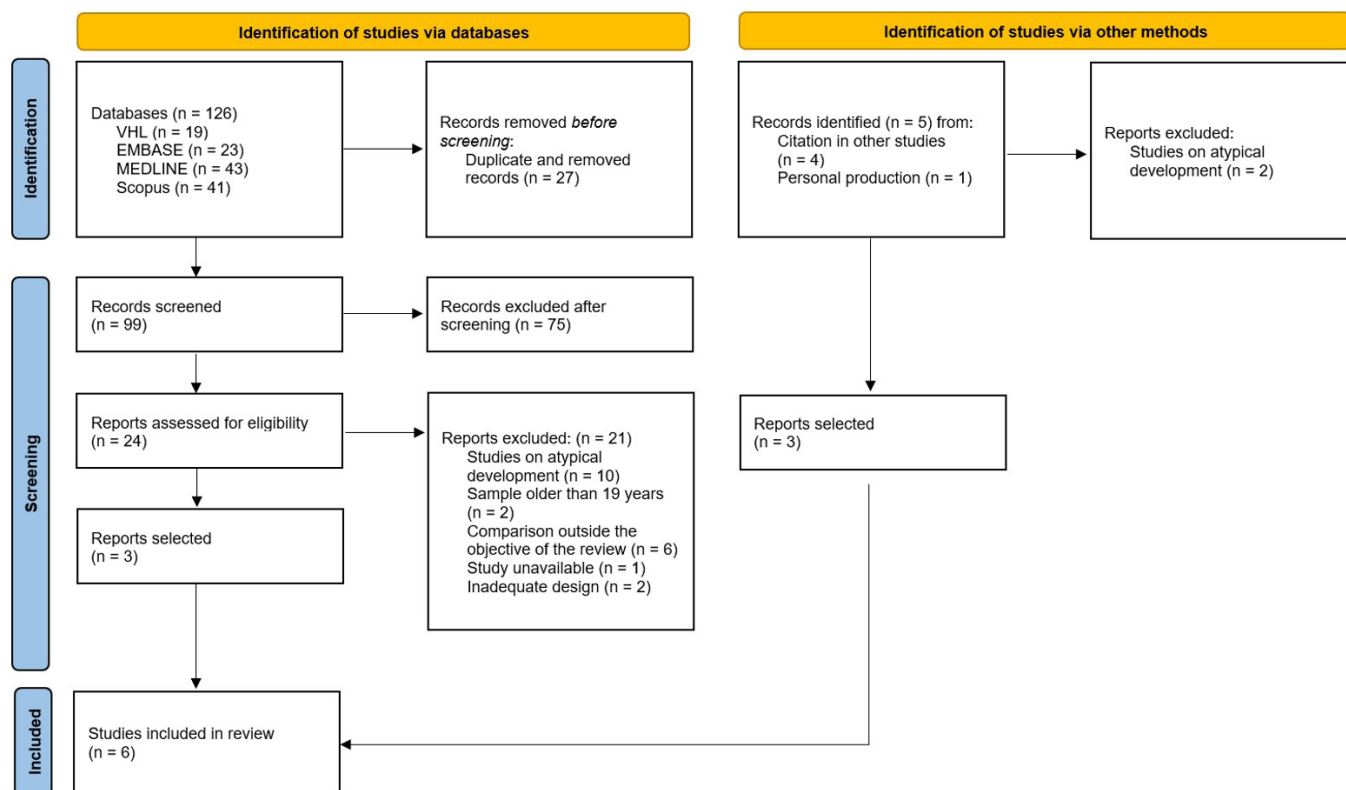 Identification of studies via databases
Identification of studies via other methods
Identification
Databases (n = 126)
VHL (n = 19)
EMBASE (n = 23)
MEDLINE (n = 43)
Scopus (n = 41)
Records removed before
screening:
Duplicate and removed
records (n = 27)
Records identified (n = 5) from:
Citation in other studies
(n = 4)
Personal production (n = 1)
Reports excluded:
Studies on atypical
development (n = 2)
Screening
Records screened
(n = 99)
Records excluded after
screening (n = 75)
Reports assessed for eligibility
(n = 24)
Reports excluded: (n = 21)
Studies on atypical
development (n = 10)
Sample older than 19 years
(n = 2)
Comparison outside the
objective of the review (n = 6)
Study unavailable (n = 1)
Inadequate design (n = 2)
Reports selected
(n = 3)
Reports selected
(n = 3)
Included
Studies included in review
(n = 6)